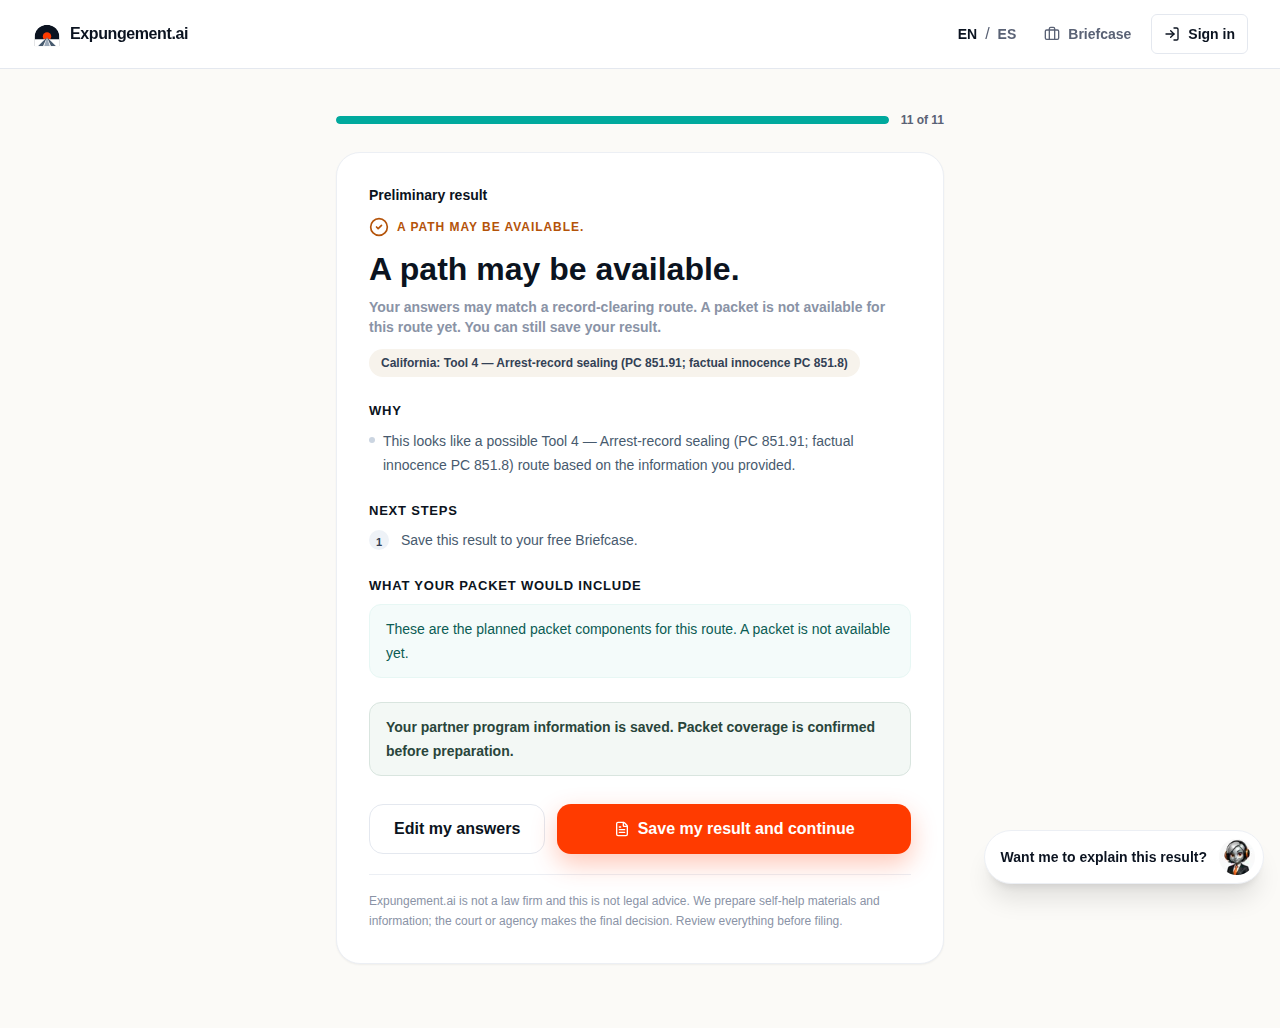 Expungement.ai
EN / ES
Briefcase
Sign in
11 of 11
Preliminary result
A PATH MAY BE AVAILABLE.
A path may be available.
Your answers may match a record-clearing route. A packet is not available for
this route yet. You can still save your result.
California: Tool 4 — Arrest-record sealing (PC 851.91; factual innocence PC 851.8)
WHY
This looks like a possible Tool 4 — Arrest-record sealing (PC 851.91; factual
innocence PC 851.8) route based on the information you provided.
NEXT STEPS
1 Save this result to your free Briefcase.
WHAT YOUR PACKET WOULD INCLUDE
These are the planned packet components for this route. A packet is not available
yet.
Your partner program information is saved. Packet coverage is confirmed
before preparation.
Edit my answers
Save my result and continue
Want me to explain this result?
Expungement.ai is not a law firm and this is not legal advice. We prepare self-help materials and
information; the court or agency makes the final decision. Review everything before filing.